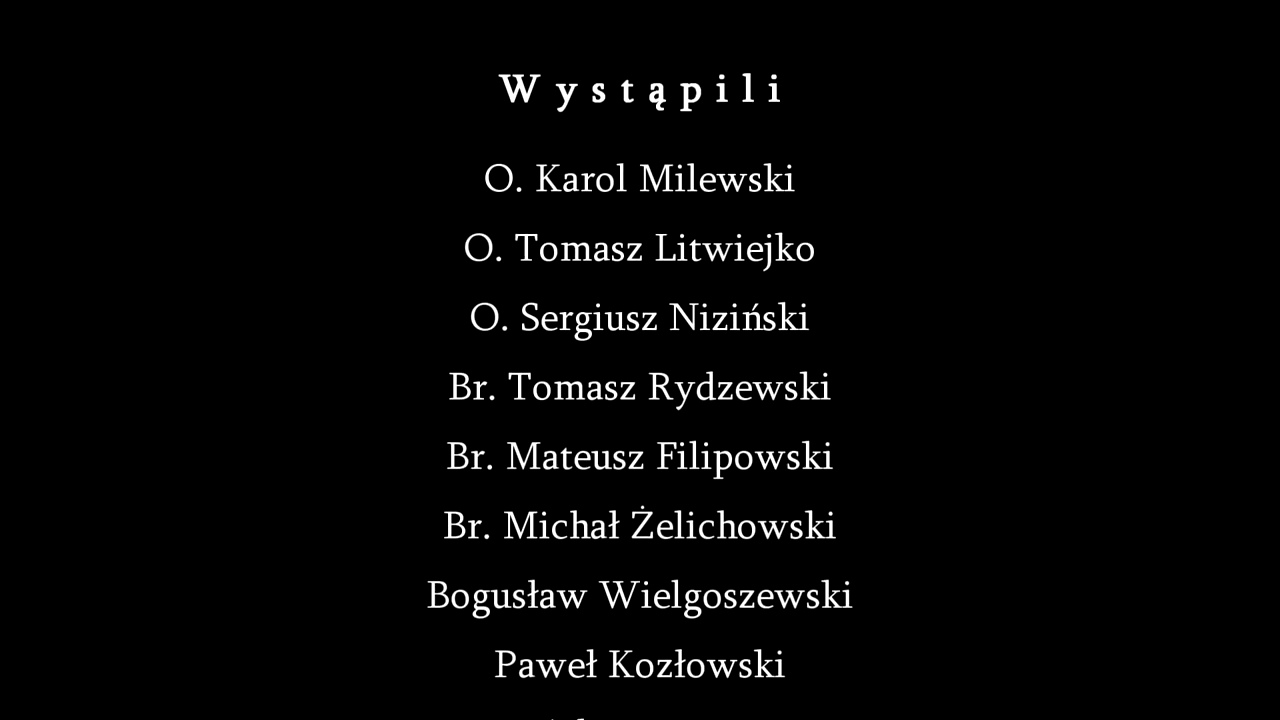 Wystąpili
O. Karol Milewski
O. Tomasz Litwiejko
O. Sergiusz Niziński
Br. Tomasz Rydzewski
Br. Mateusz Filipowski
Br. Michał Żelichowski
Bogusław Wielgoszewski
Paweł Kozłowski